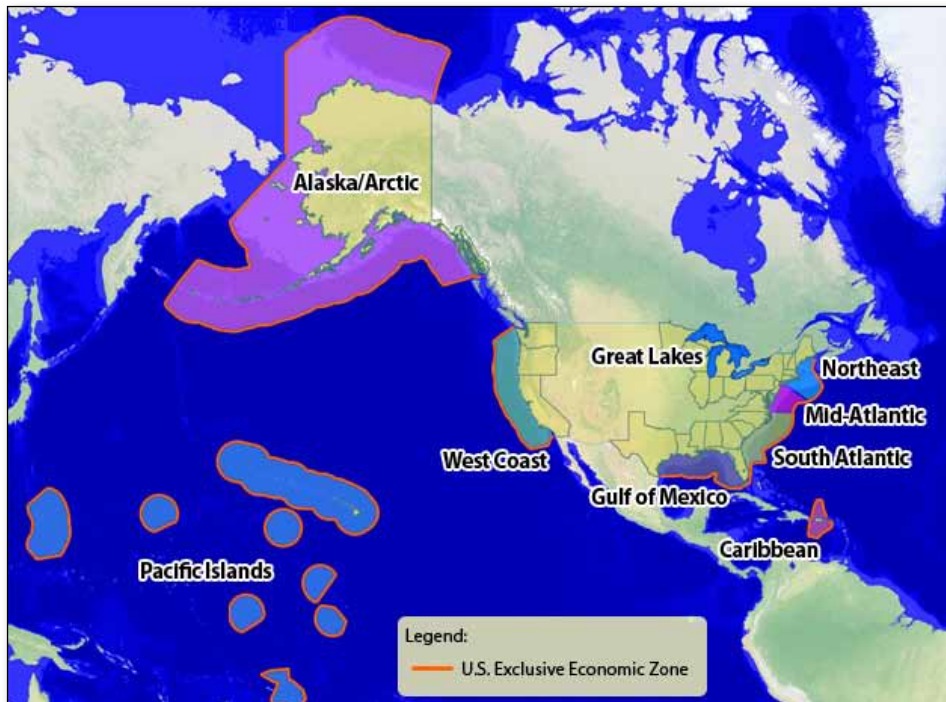 Alaska/Arctic
Great Lakes
Northeast
Mid-Atlantic
West Coast
South Atlantic
Gulf of Mexico
Caribbean
Pacific Islands
Legend:
U.S. Exclusive Economic Zone